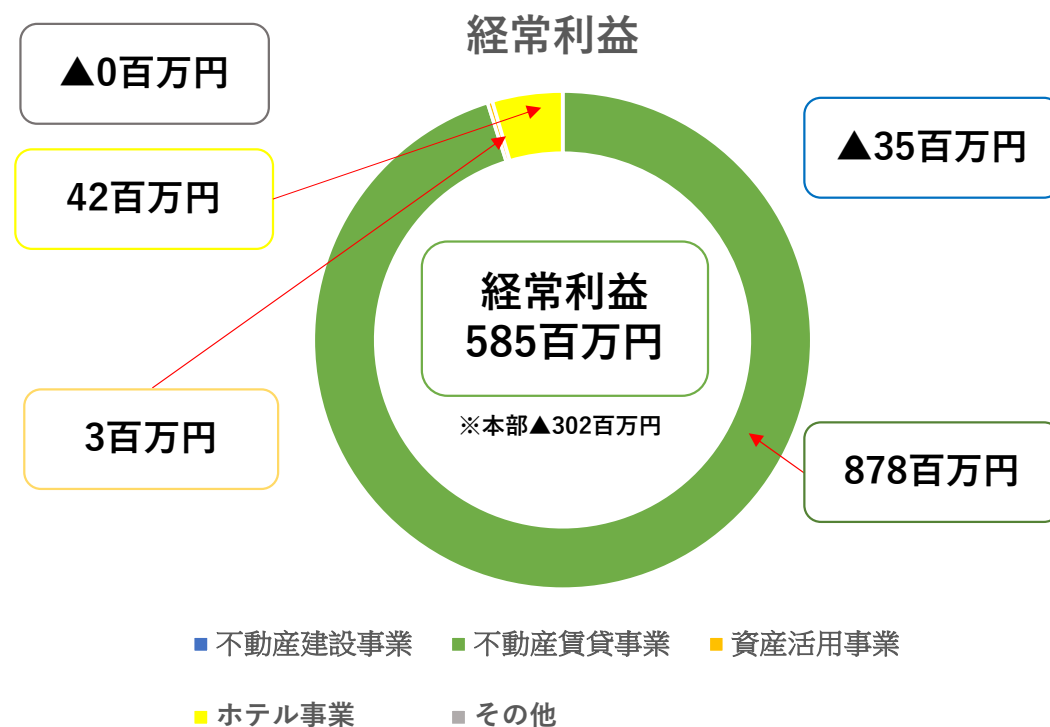 経常利益
▲0百万円
▲35百万円
42百万円
経常利益
585百万円
※本部▲302百万円
3百万円
878百万円
不動産建設事業 不動産賃貸事業 資産活用事業
ホテル事業 その他